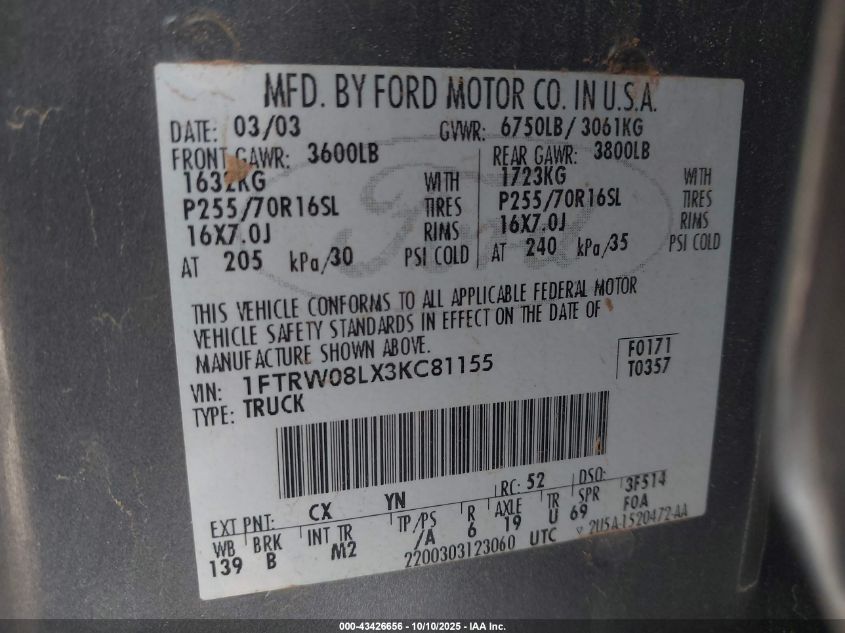 MFD. BY FORD MOTOR CO. IN U.S.A.
DATE: 03/03 GVWR: 6750LB/ 3061KG
FRONT GAWR: 3600LB REAR GAWR: 3800LB
1632KG WITH 1723KG WITH
P255/70R16SL TIRES P255/70R16SL TIRES
16X7.0J RIMS 16X7.0J RIMS
AT 205 kPa/30 PSI COLD AT 240 kPa/35 PSI COLD
THIS VEHICLE CONFORMS TO ALL APPLICABLE FEDERAL MOTOR
VEHICLE SAFETY STANDARDS IN EFFECT ON THE DATE OF
MANUFACTURE SHOWN ABOVE.
F0171
VIN: 1FTRW08LX3KC81155
T0357
TYPE: TRUCK
EXT PNT: CX YN RC: 52 DSO: 3F514
WB BRK INT TR TP/PS R AXLE TR SPR F0A
139 B M2 /A 6 19 U 69
2200303123060 UTC ▽ 2U5A-1520472-AA
Ford
000-43426656 • 10/10/2025 • IAA Inc.